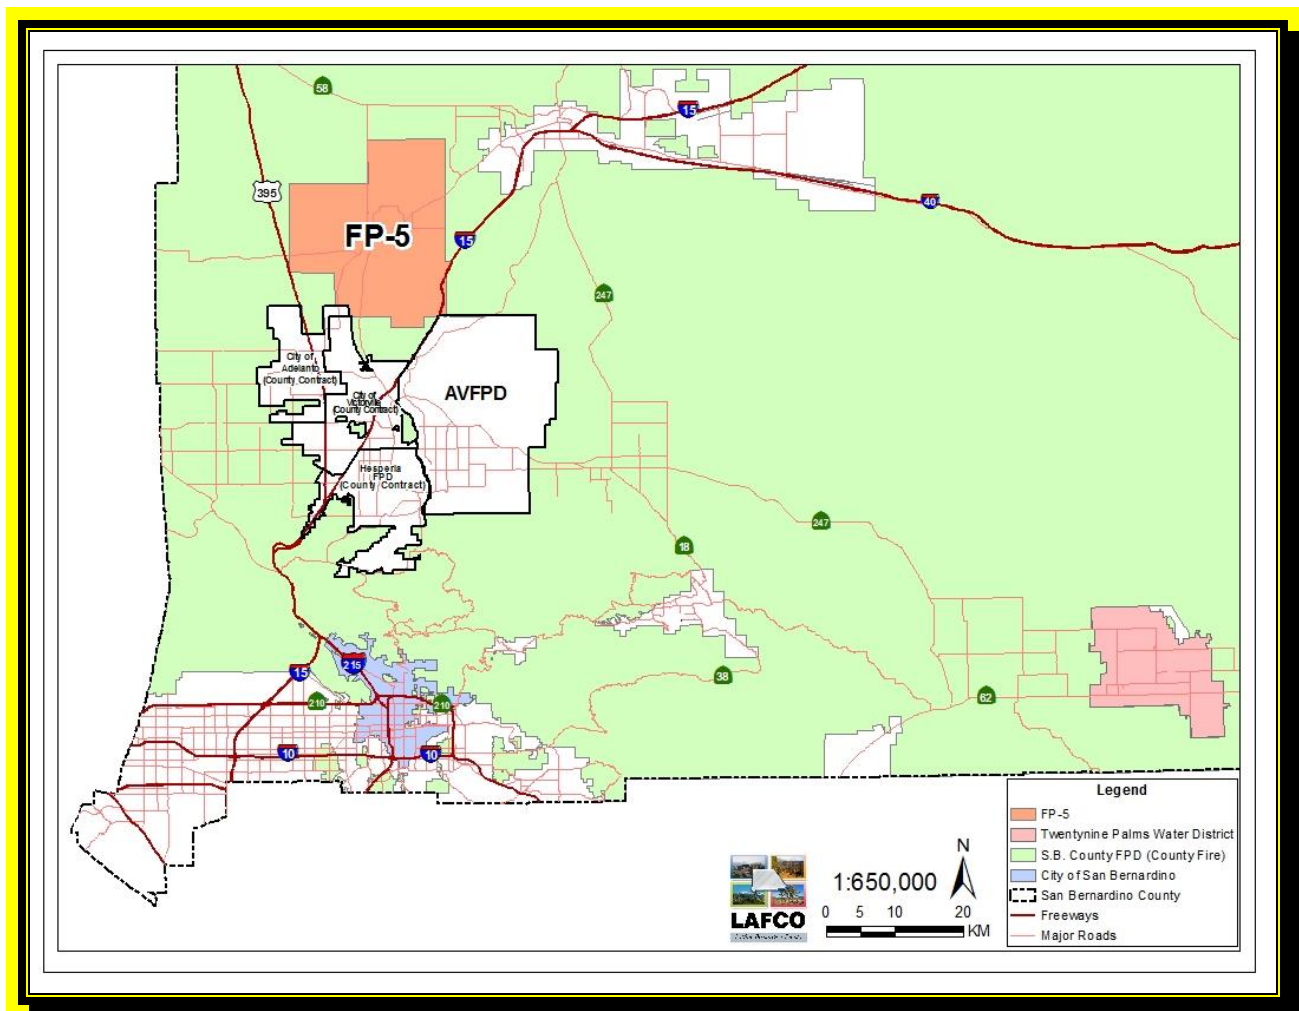 58
15
395
40
FP-5
15
247
City of
Adelanto
(County Contract)
City of
Victorville
(County Contract)
AVFPD
Hesperia
FPD
(County Contract)
247
18
215
15
38
210
210
62
10
10
Legend
FP-5
Twentynine Palms Water District
S.B. County FPD (County Fire)
City of San Bernardino
San Bernardino County
Freeways
Major Roads
N
1:650,000
0 5 10 20
KM
LAFCO